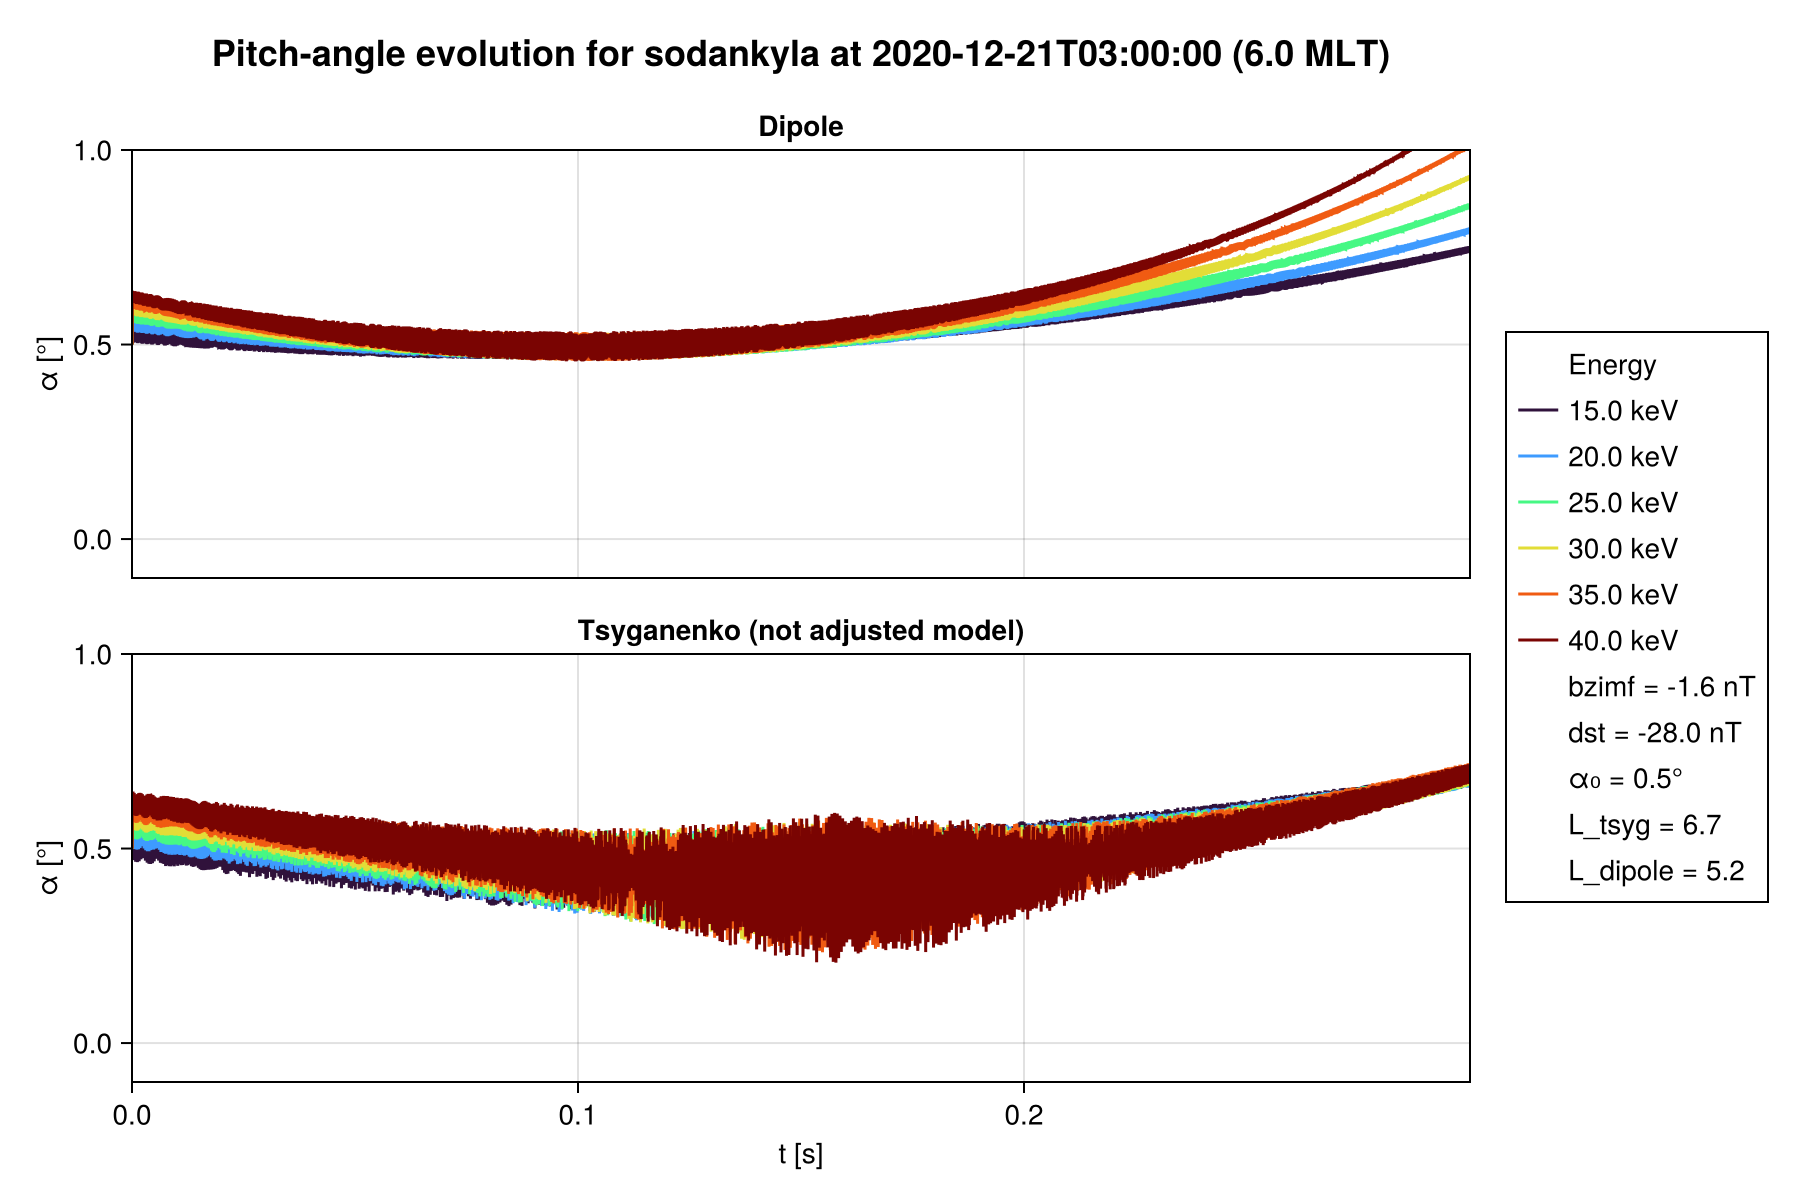 Pitch-angle evolution for sodankyla at 2020-12-21T03:00:00 (6.0 MLT)
Dipole
1.0
0.5
0.0
α [°]
Tsyganenko (not adjusted model)
1.0
0.5
0.0
α [°]
0.0
0.1
0.2
t [s]
Energy
15.0 keV
20.0 keV
25.0 keV
30.0 keV
35.0 keV
40.0 keV
bzimf = -1.6 nT
dst = -28.0 nT
α₀ = 0.5°
L_tsyg = 6.7
L_dipole = 5.2